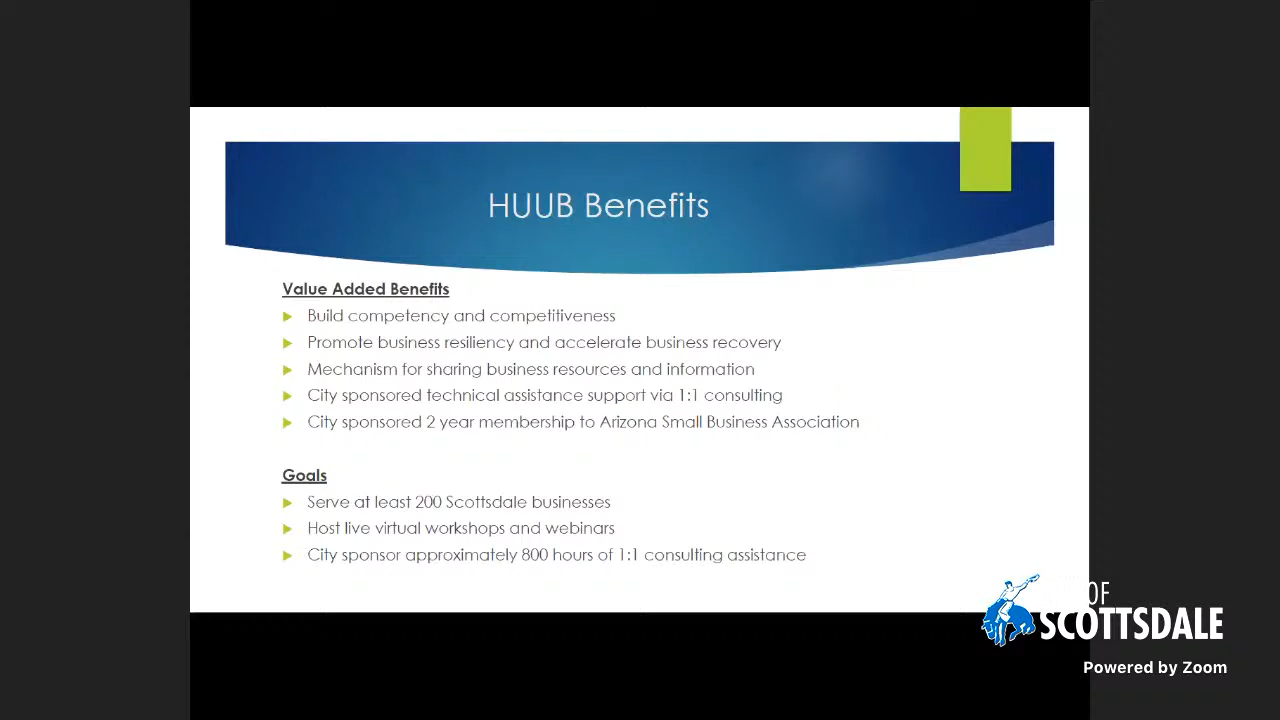 HUUB Benefits
Value Added Benefits
Build competency and competitiveness
Promote business resiliency and accelerate business recovery
Mechanism for sharing business resources and information
City sponsored technical assistance support via 1:1 consulting
City sponsored 2 year membership to Arizona Small Business Association
Goals
Serve at least 200 Scottsdale businesses
Host live virtual workshops and webinars
City sponsor approximately 800 hours of 1:1 consulting assistance
OF
SCOTTSDALE
Powered by Zoom